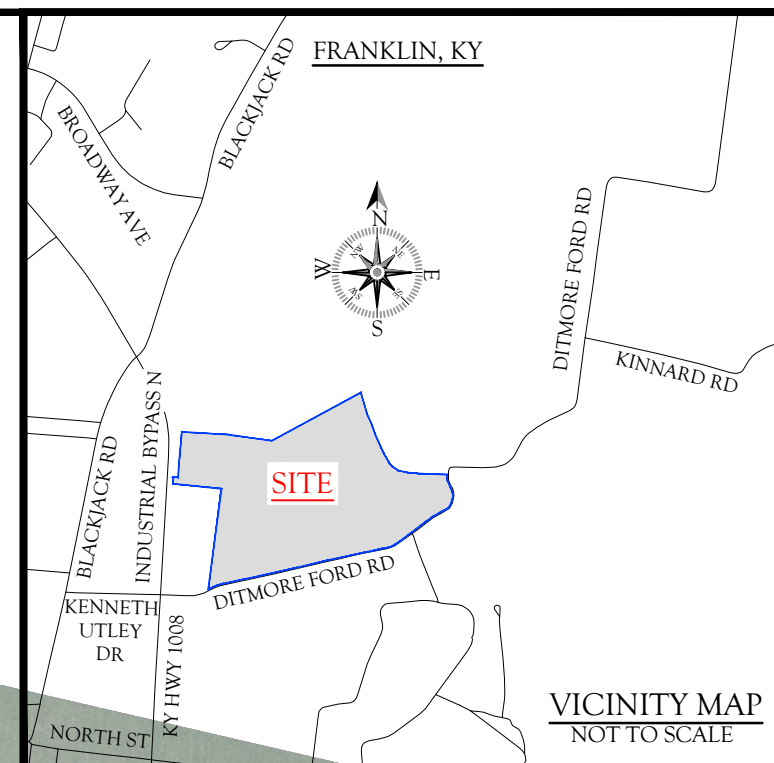 FRANKLIN, KY
BLACKJACK RD
BROADWAY AVE
N
NW
NE
W
E
SW
SE
S
DITMORE FORD RD
KINNARD RD
INDUSTRIAL BYPASS N
BLACKJACK RD
SITE
DITMORE FORD RD
KENNETH
UTLEY
DR
KY HWY 1008
NORTH ST
VICINITY MAP
NOT TO SCALE